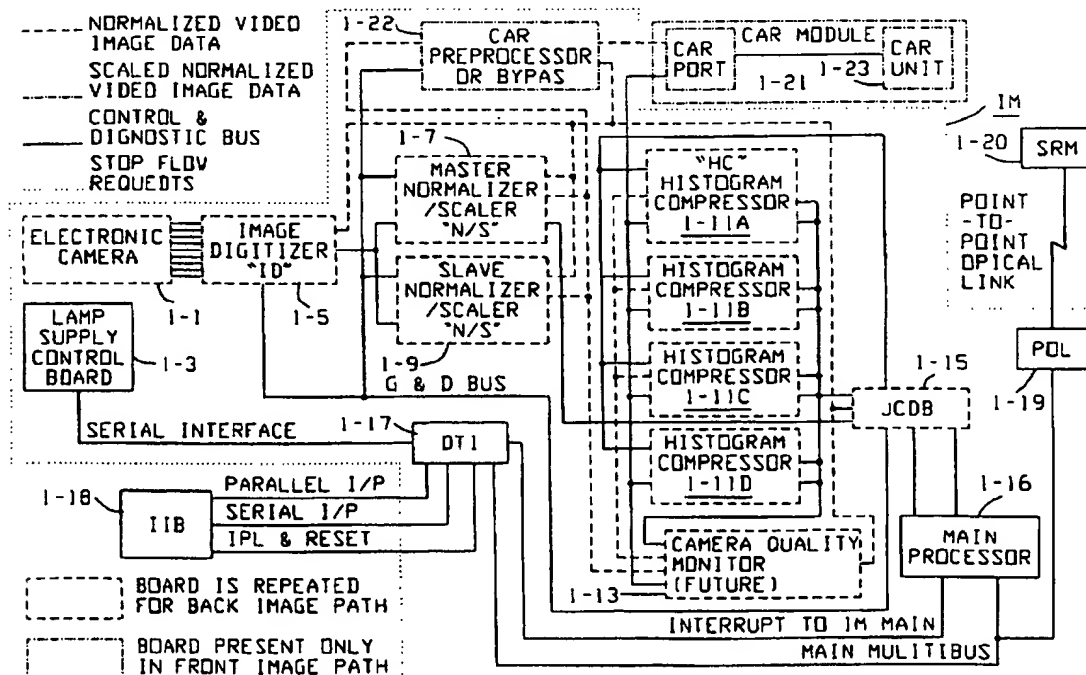 NORMALIZED VIDEO
IMAGE DATA
SCALED NORMALIZED
VIDEO IMAGE DATA
CONTROL &
DIGNOSTIC BUS
STOP FLOW
REQUEDTS
1-22
CAR
PREPROCESSOR
OR BYPAS
CAR
PORT
CAR MODULE
1-23
1-21
CAR
UNIT
IM
1-20
SRM
POINT
-TO-
POINT
OPICAL
LINK
1-7
MASTER
NORMALIZER
/SCALER
"N/S"
"HC"
HISTOGRAM
COMPRESSOR
1-11A
ELECTRONIC
CAMERA
1-1
IMAGE
DIGITIZER
"ID"
1-5
SLAVE
NORMALIZER
/SCALER
"N/S"
1-9
HISTOGRAM
COMPRESSOR
1-11B
LAMP
SUPPLY
CONTROL
BOARD
1-3
G & D BUS
HISTOGRAM
COMPRESSOR
1-11C
1-15
JCDB
POL
1-19
SERIAL INTERFACE
1-17
DTI
HISTOGRAM
COMPRESSOR
1-11D
1-18
IIB
PARALLEL I/P
SERIAL I/P
IPL & RESET
1-16
MAIN
PROCESSOR
CAMERA QUALITY
MONITOR
(FUTURE)
1-13
BOARD IS REPEATED
FOR BACK IMAGE PATH
INTERRUPT TO IM MAIN
MAIN MULITIBUS
BOARD PRESENT ONLY
IN FRONT IMAGE PATH